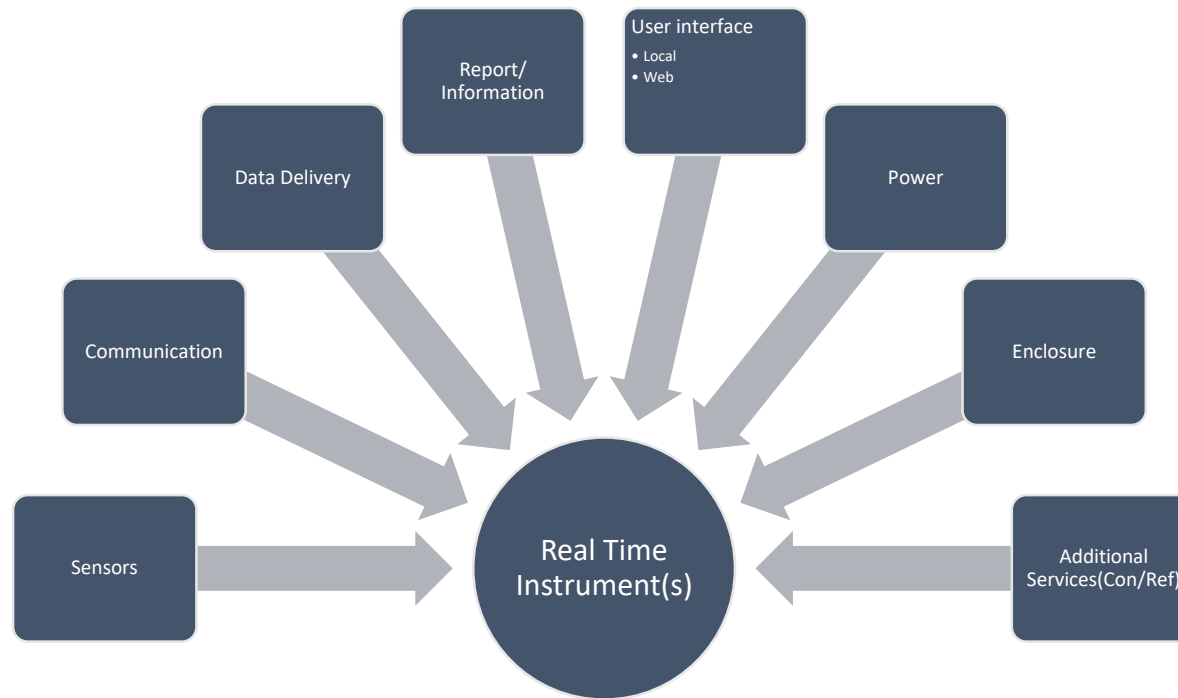 User interface
• Local
• Web
Report/
Information
Data Delivery
Power
Communication
Enclosure
Sensors
Real Time
Instrument(s)
Additional
Services(Con/Ref)